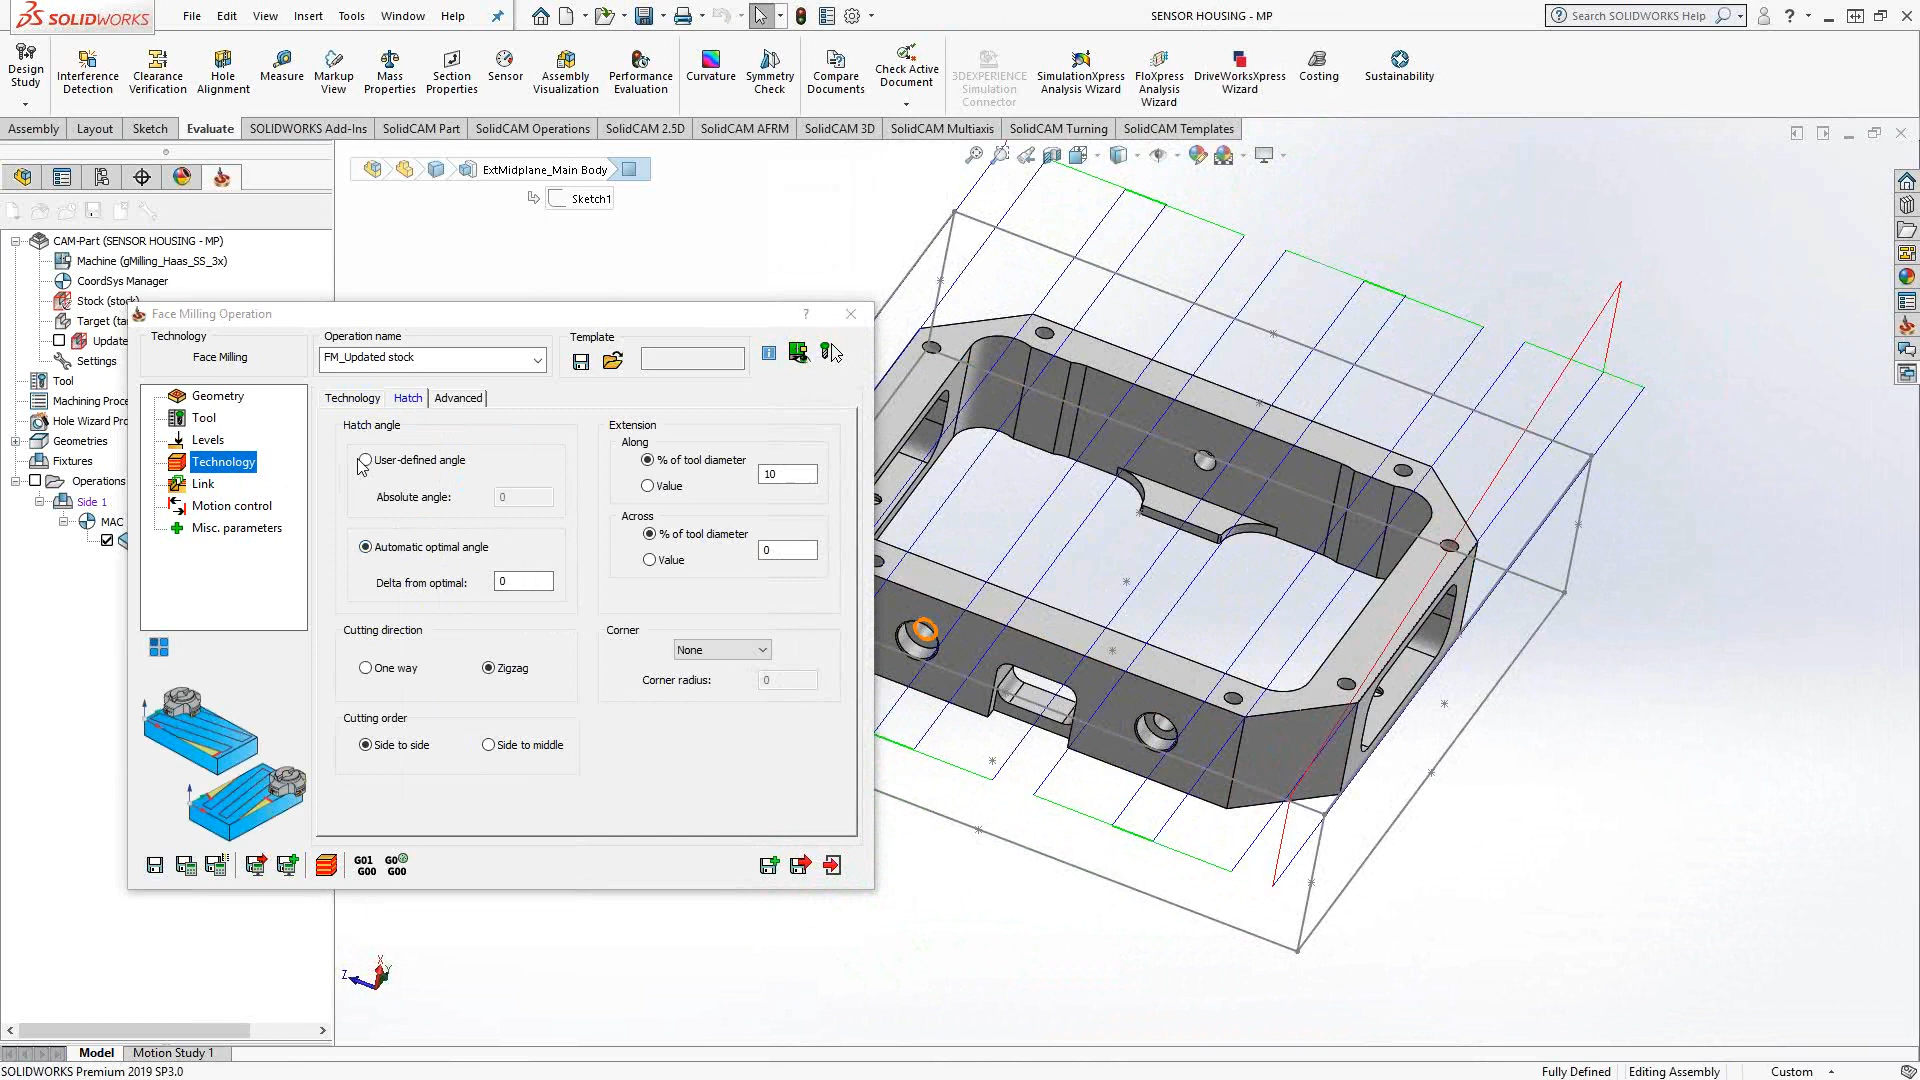 SOLIDWORKS
File Edit View Insert Tools Window Help
SENSOR HOUSING - MP
Search SOLIDWORKS Help
Design Study
Interference Detection
Clearance Verification
Hole Alignment
Measure
Markup View
Mass Properties
Section Properties
Sensor
Assembly Visualization
Performance Evaluation
Curvature
Symmetry Check
Compare Documents
Check Active Document
3DEXPERIENCE Simulation Connector
SimulationXpress Analysis Wizard
FloXpress Analysis Wizard
DriveWorksXpress Wizard
Costing
Sustainability
Assembly Layout Sketch Evaluate SOLIDWORKS Add-Ins SolidCAM Part SolidCAM Operations SolidCAM 2.5D SolidCAM AFRM SolidCAM 3D SolidCAM Multiaxis SolidCAM Turning SolidCAM Templates
ExtMidplane_Main Body
Sketch1
CAM-Part (SENSOR HOUSING - MP)
Machine (gMilling_Haas_SS_3x)
CoordSys Manager
Stock (stock)
Target (ta
Update
Settings
Tool
Machining Proce
Hole Wizard Pro
Geometries
Fixtures
Operations
Side 1
MAC
Face Milling Operation
?
Technology
Face Milling
Operation name
FM_Updated stock
Template
Geometry
Tool
Levels
Technology
Link
Motion control
Misc. parameters
Technology Hatch Advanced
Hatch angle
User-defined angle
Absolute angle: 0
Automatic optimal angle
Delta from optimal: 0
Cutting direction
One way Zigzag
Cutting order
Side to side Side to middle
Extension
Along
% of tool diameter
10
Value
Across
% of tool diameter
0
Value
Corner
None
Corner radius: 0
G01 G00
G0 G00
X
Y
Z
Model Motion Study 1
SOLIDWORKS Premium 2019 SP3.0
Fully Defined Editing Assembly Custom